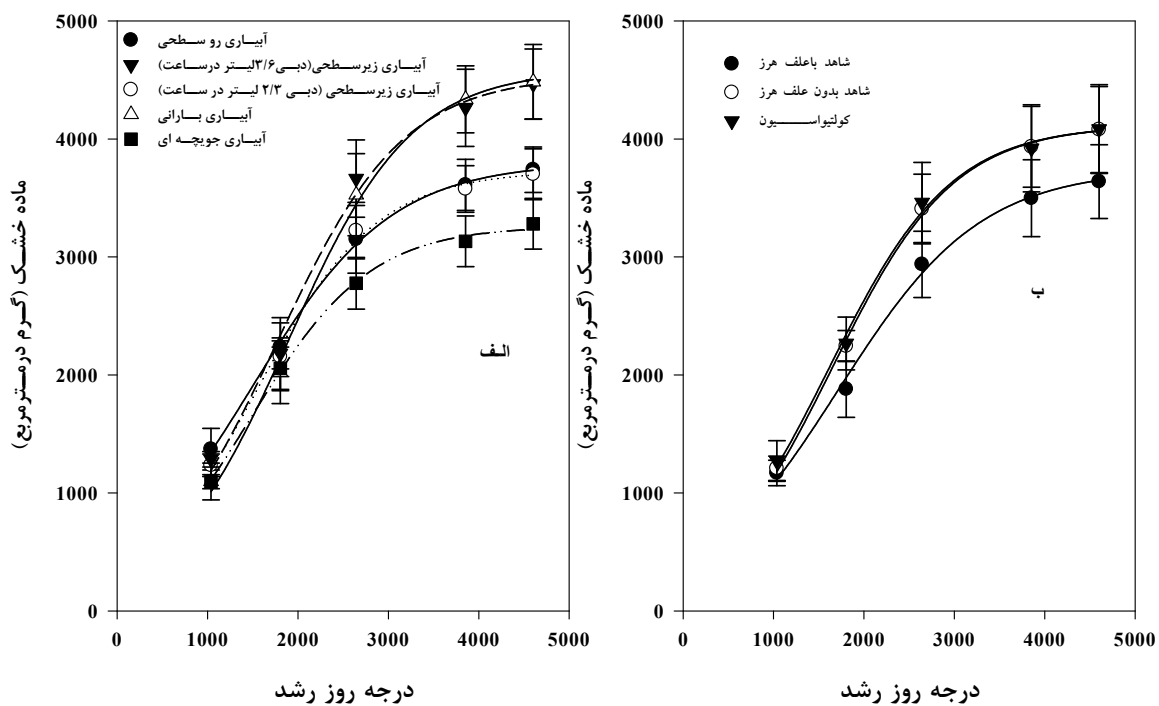 5000
4000
3000
2000
1000
0
0
1000
2000
3000
4000
5000
ماده خشک (گرم درمترمربع)
درجه روز رشد
آبیاری رو سطحی
آبیاری زیرسطحی(دبی ۳/۶لیتر درساعت)
آبیاری زیرسطحی (دبی ۲/۳ لیتر در ساعت)
آبیاری بارانی
آبیاری جویچه ای
الف
5000
4000
3000
2000
1000
0
0
1000
2000
3000
4000
5000
ماده خشک (گرم درمترمربع)
درجه روز رشد
شاهد باعلف هرز
شاهد بدون علف هرز
کولتیواسیون
ب